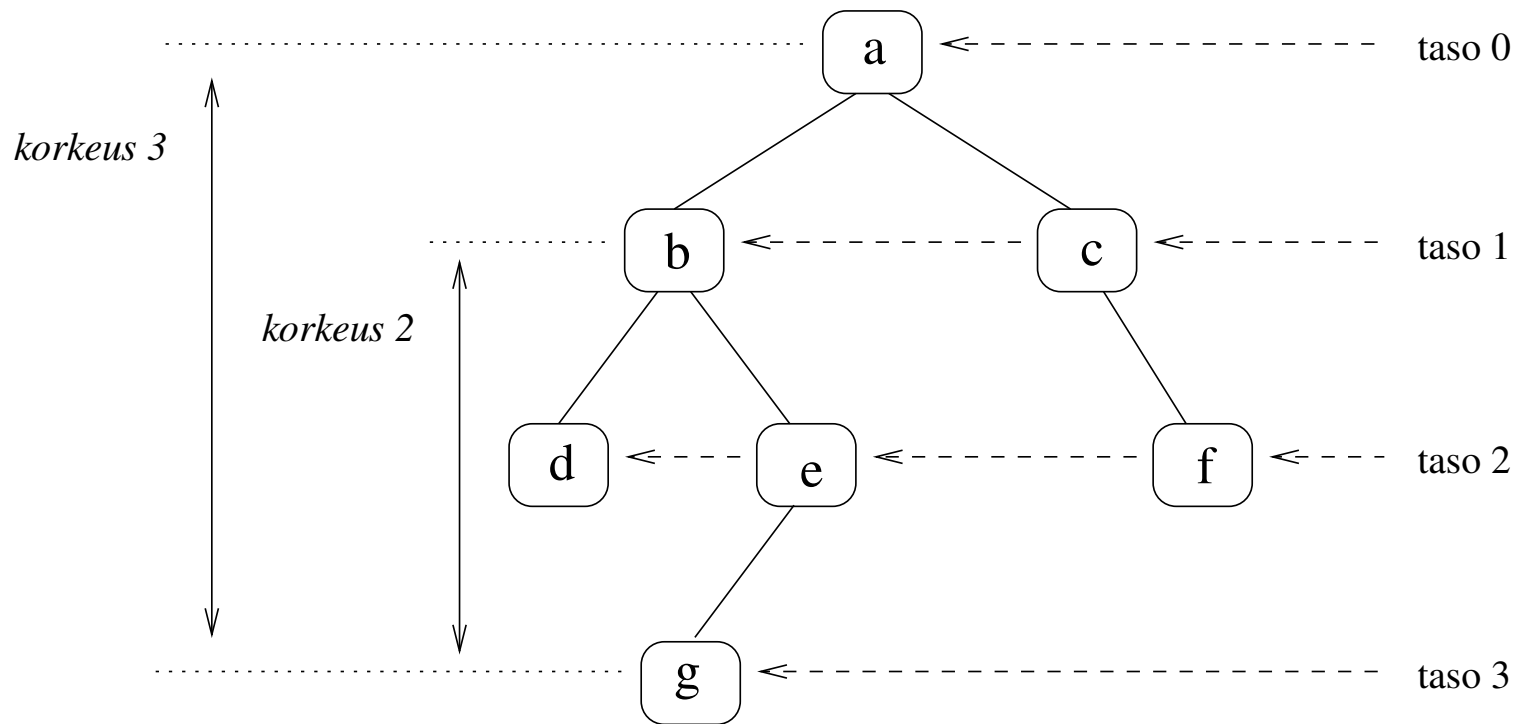 a taso 0
korkeus 3
b c taso 1
korkeus 2
d e f taso 2
g taso 3